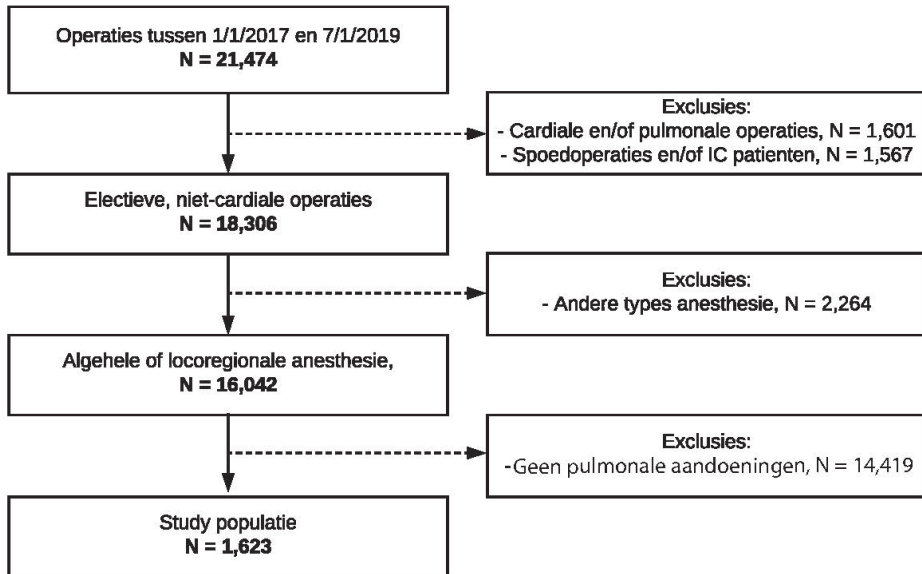 Operaties tussen 1/1/2017 en 7/1/2019
N = 21,474
Exclusies:
- Cardiale en/of pulmonale operaties, N = 1,601
- Spoedoperaties en/of IC patienten, N = 1,567
Electieve, niet-cardiale operaties
N = 18,306
Exclusies:
- Andere types anesthesie, N = 2,264
Algehele of locoregionale anesthesie,
N = 16,042
Exclusies:
-Geen pulmonale aandoeningen, N = 14,419
Study populatie
N = 1,623